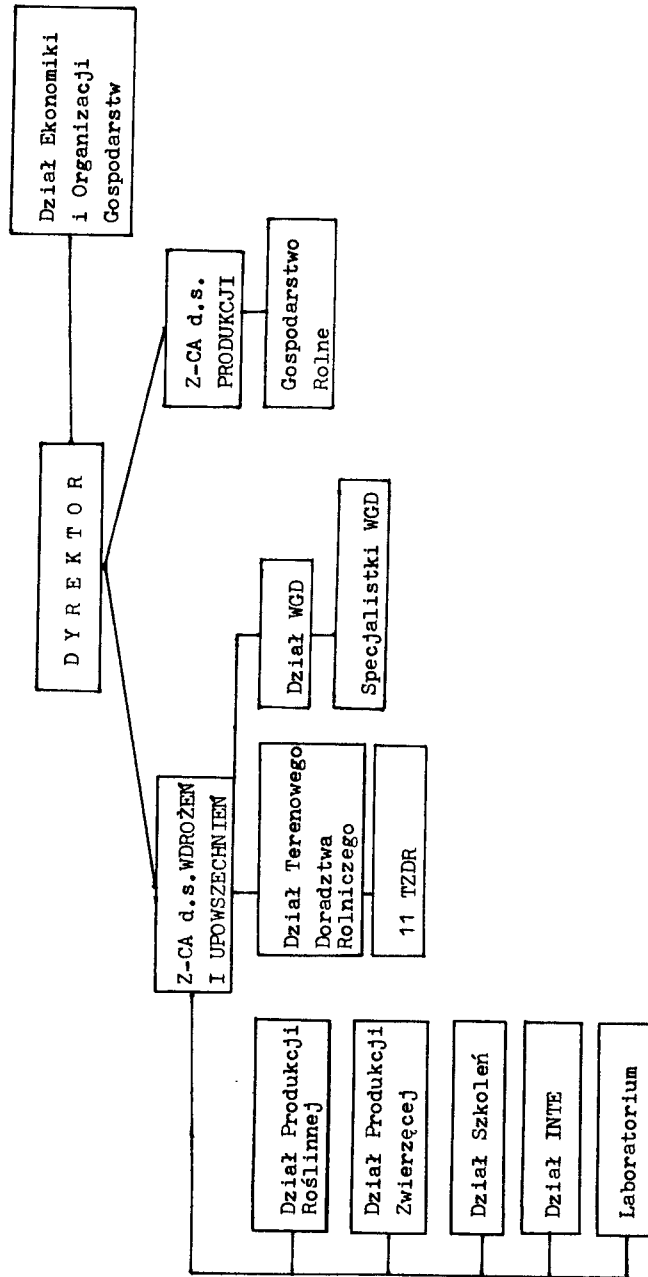 DYREKTOR
Dział Ekonomiki
i Organizacji
Gospodarstw
Z-CA d.s.WDROŻEŃ
I UPOWSZECHNIEŃ
Z-CA d.s.
PRODUKCJI
Dział Produkcji
Roślinnej
Dział Produkcji
Zwierzęcej
Dział Szkoleń
Dział INTE
Laboratorium
Dział Terenowego
Doradztwa
Rolniczego
11 TZDR
Dział WGD
Specjalistki WGD
Gospodarstwo
Rolne